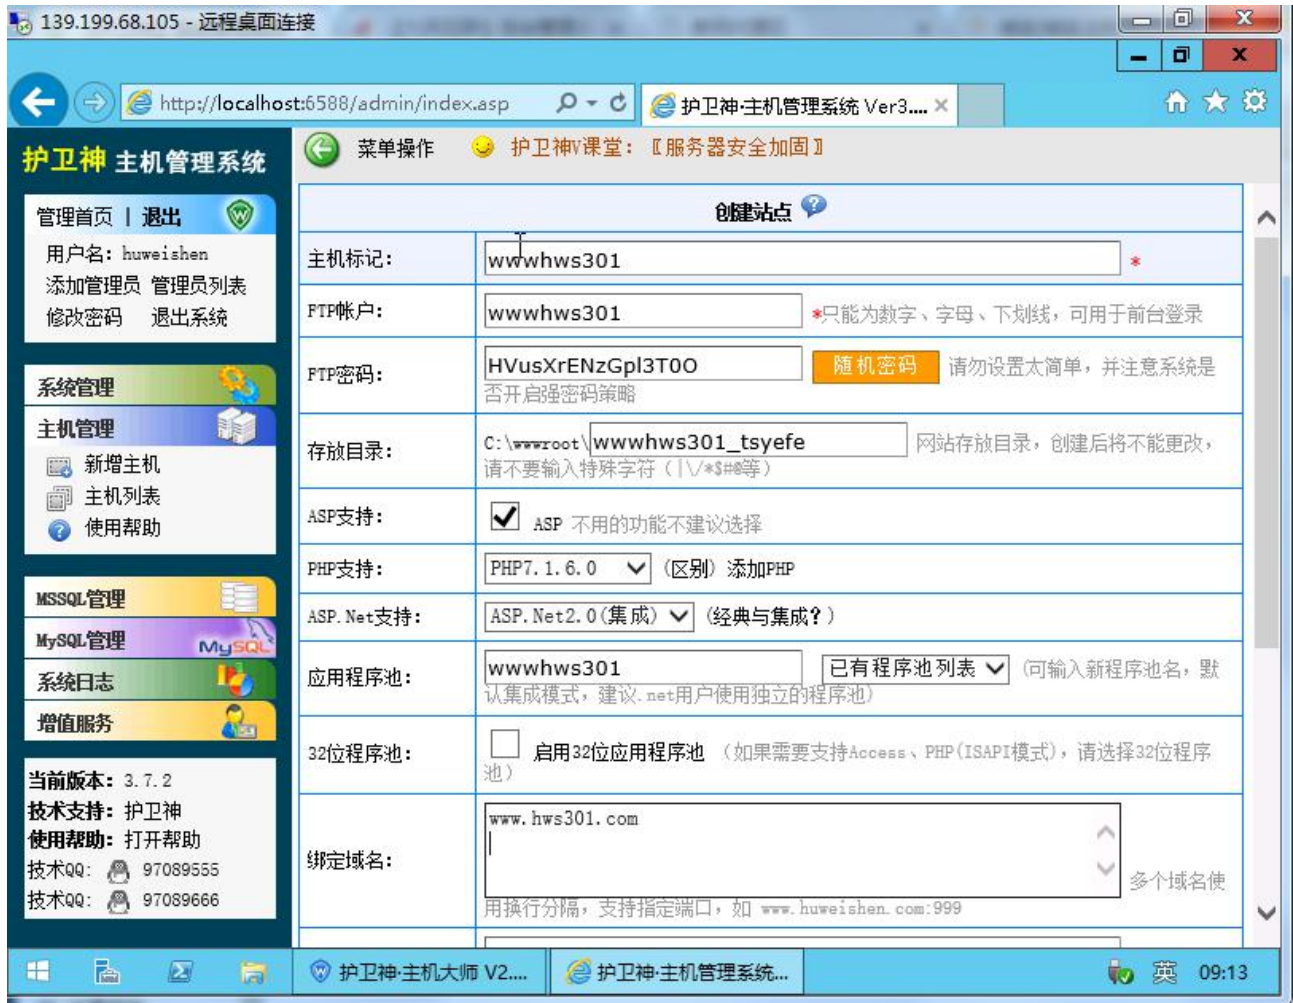 139.199.68.105 - 远程桌面连接
http://localhost:6588/admin/index.asp
护卫神·主机管理系统 Ver3....
护卫神 主机管理系统
菜单操作
护卫神V课堂：〖服务器安全加固〗
管理首页 | 退出
用户名: huweishen
添加管理员 管理员列表
修改密码 退出系统
系统管理
主机管理
新增主机
主机列表
使用帮助
MSSQL管理
MySQL管理
MySQL
系统日志
增值服务
当前版本: 3.7.2
技术支持: 护卫神
使用帮助: 打开帮助
技术QQ: 97089555
技术QQ: 97089666
创建站点
主机标记:
wwwhws301
*
FTP帐户:
wwwhws301
*只能为数字、字母、下划线，可用于前台登录
FTP密码:
HVusXrENzGpl3T0O
随机密码
请勿设置太简单，并注意系统是
否开启强密码策略
存放目录:
C:\wwwroot\
wwwhws301_tsyefe
网站存放目录，创建后将不能更改，
请不要输入特殊字符（|\/*$#@等）
ASP支持:
ASP 不用的功能不建议选择
PHP支持:
PHP7.1.6.0
(区别) 添加PHP
ASP.Net支持:
ASP.Net2.0(集成)
(经典与集成?)
应用程序池:
wwwhws301
已有程序池列表
(可输入新程序池名，默
认集成模式，建议.net用户使用独立的程序池)
32位程序池:
启用32位应用程序池 （如果需要支持Access、PHP(ISAPI模式)，请选择32位程序
池）
绑定域名:
www.hws301.com
多个域名使
用换行分隔，支持指定端口，如 www.huweishen.com:999
护卫神·主机大师 V2....
护卫神·主机管理系统...
英
09:13